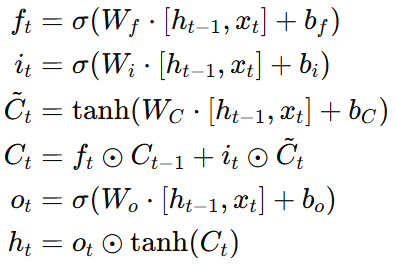 f_t = σ(W_f · [h_{t−1}, x_t] + b_f)
i_t = σ(W_i · [h_{t−1}, x_t] + b_i)
C̃_t = tanh(W_C · [h_{t−1}, x_t] + b_C)
C_t = f_t ⊙ C_{t−1} + i_t ⊙ C̃_t
o_t = σ(W_o · [h_{t−1}, x_t] + b_o)
h_t = o_t ⊙ tanh(C_t)